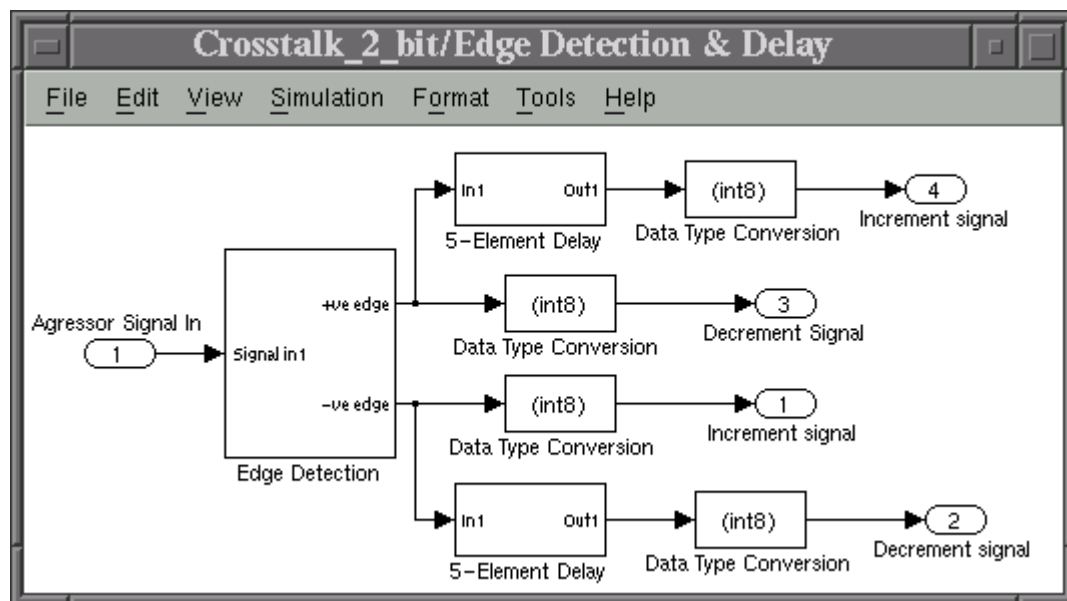 Crosstalk_2_bit/Edge Detection & Delay
File Edit View Simulation Format Tools Help
In1 Out1
(int8)
4
5-Element Delay
Data Type Conversion
Increment signal
+ve edge
(int8)
3
Agressor Signal In
Data Type Conversion
Decrement Signal
1
Signal in1
-ve edge
(int8)
1
Data Type Conversion
Increment signal
Edge Detection
In1 Out1
(int8)
2
5-Element Delay
Data Type Conversion
Decrement signal